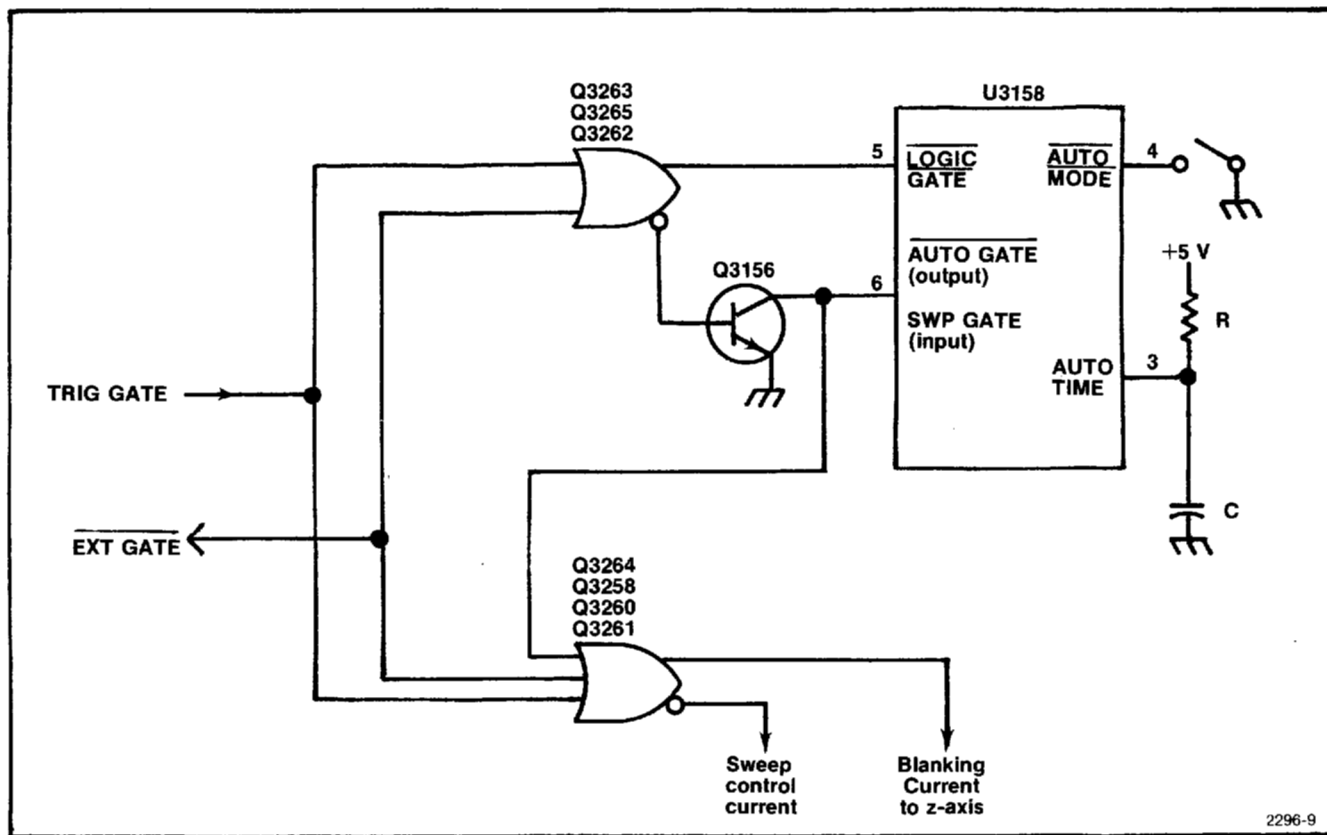 Q3263
Q3265
Q3262
U3158
5
LOGIC
GATE
AUTO
MODE
4
+5 V
Q3156
6
AUTO GATE
(output)
SWP GATE
(input)
R
AUTO
TIME
3
TRIG GATE
C
EXT GATE
Q3264
Q3258
Q3260
Q3261
Sweep
control
current
Blanking
Current
to z-axis
2296-9